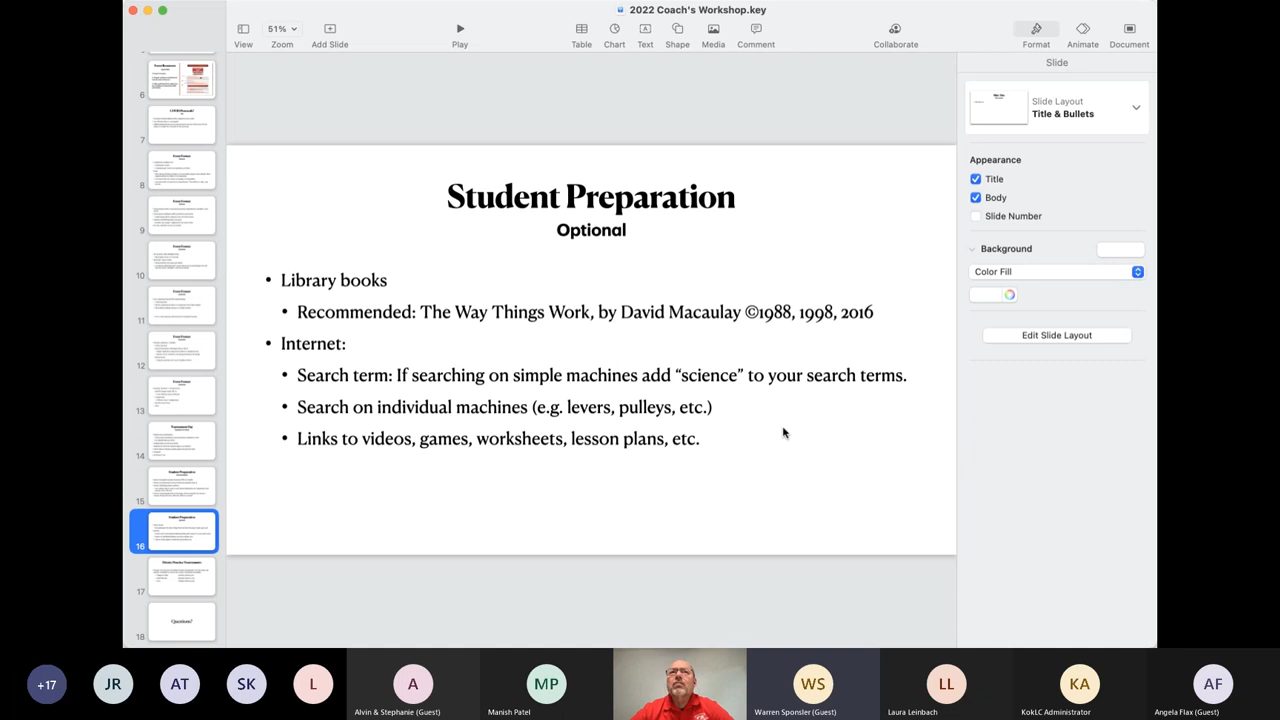 2022 Coach's Workshop.key
51%
View
Zoom
Add Slide
Play
Table
Chart
Text
Shape
Media
Comment
Collaborate
Format
Animate
Document
Slide
Slide Layout
Title & Bullets
Appearance
Title
Body
Slide Number
Background
Color Fill
Edit Slide Layout
6
7
8
9
10
11
12
13
14
15
16
17
Questions?
18
Student Preparation
Optional
• Library books
• Recommended: The Way Things Work, by David Macaulay ©1988, 1998, 2016
• Internet:
• Search term: If searching on simple machines add “science” to your search terms.
• Search on individual machines (e.g. levers, pulleys, etc.)
• Links to videos, games, worksheets, lesson plans, etc.
+17
JR
AT
SK
L
A
Alvin & Stephanie (Guest)
MP
Manish Patel
WS
Warren Sponsler (Guest)
LL
Laura Leinbach
KA
KokLC Administrator
AF
Angela Flax (Guest)